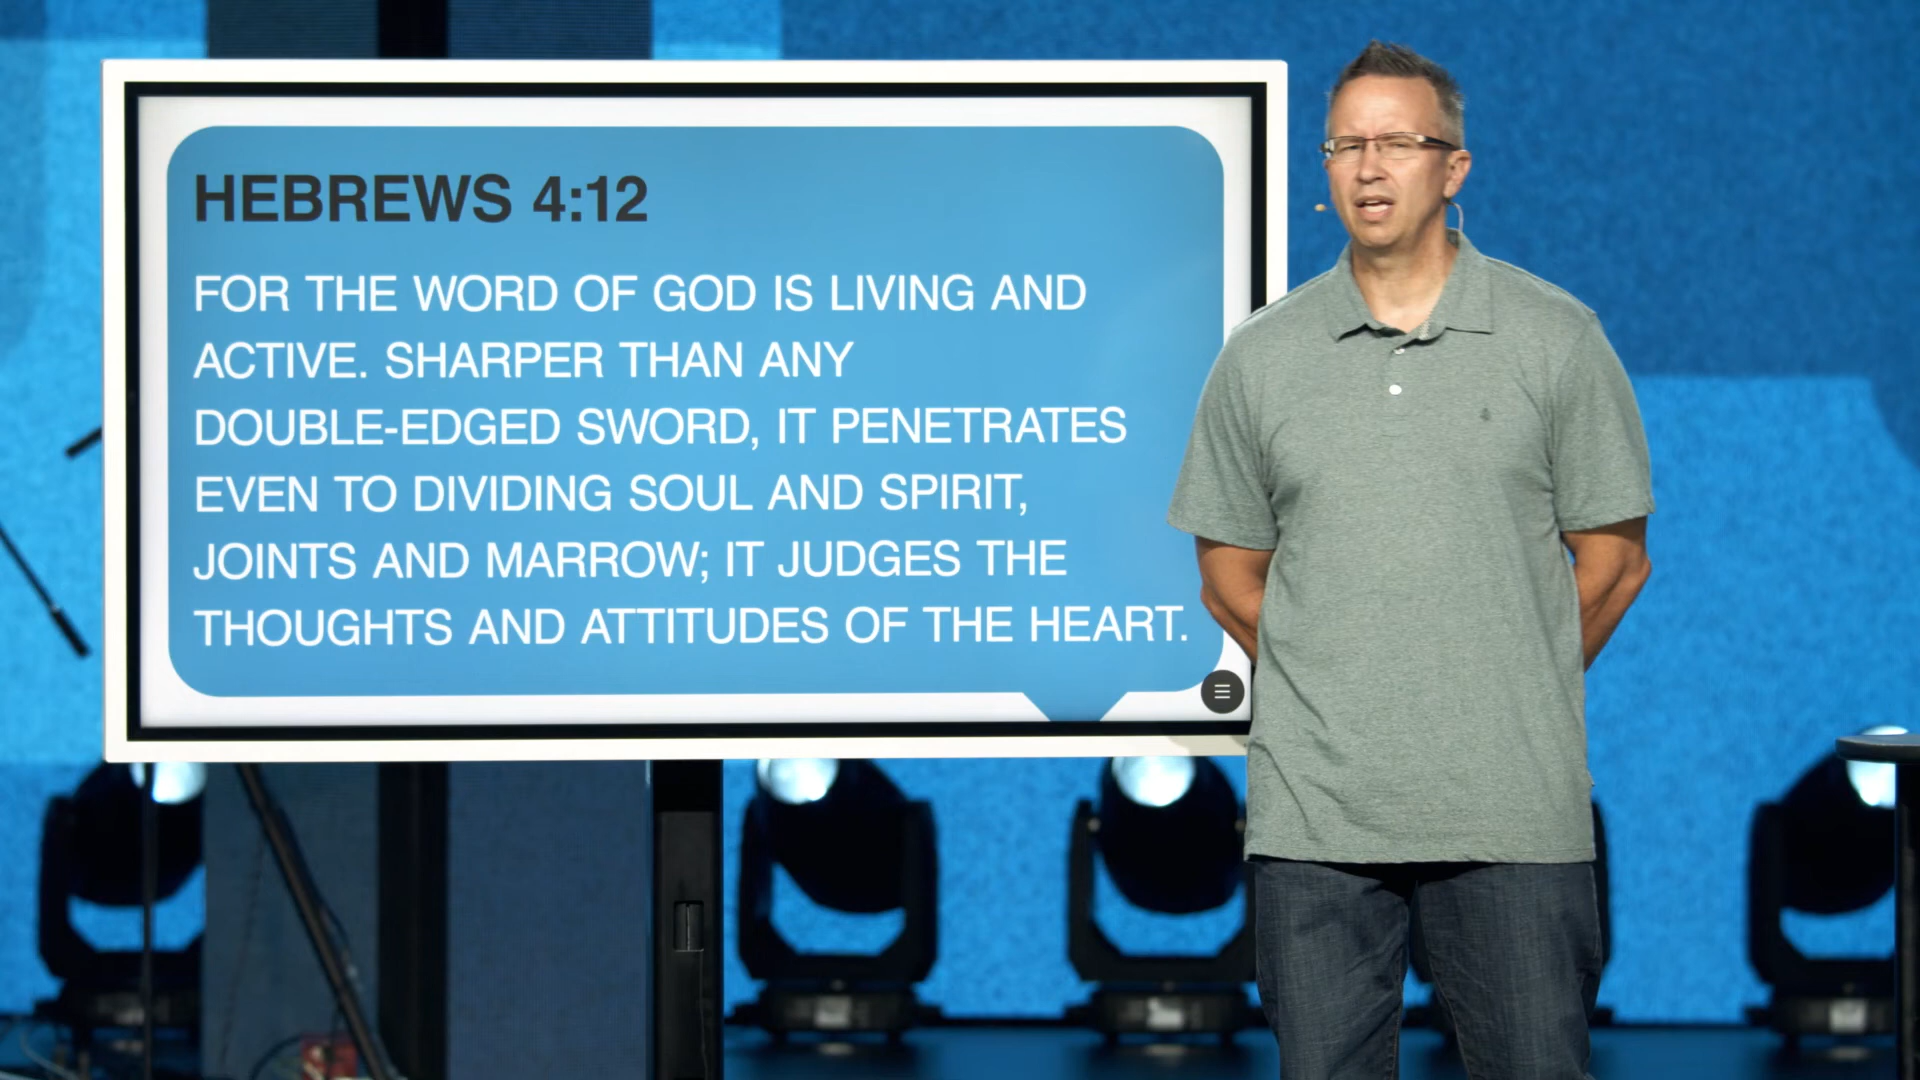 HEBREWS 4:12
FOR THE WORD OF GOD IS LIVING AND
ACTIVE. SHARPER THAN ANY
DOUBLE-EDGED SWORD, IT PENETRATES
EVEN TO DIVIDING SOUL AND SPIRIT,
JOINTS AND MARROW; IT JUDGES THE
THOUGHTS AND ATTITUDES OF THE HEART.